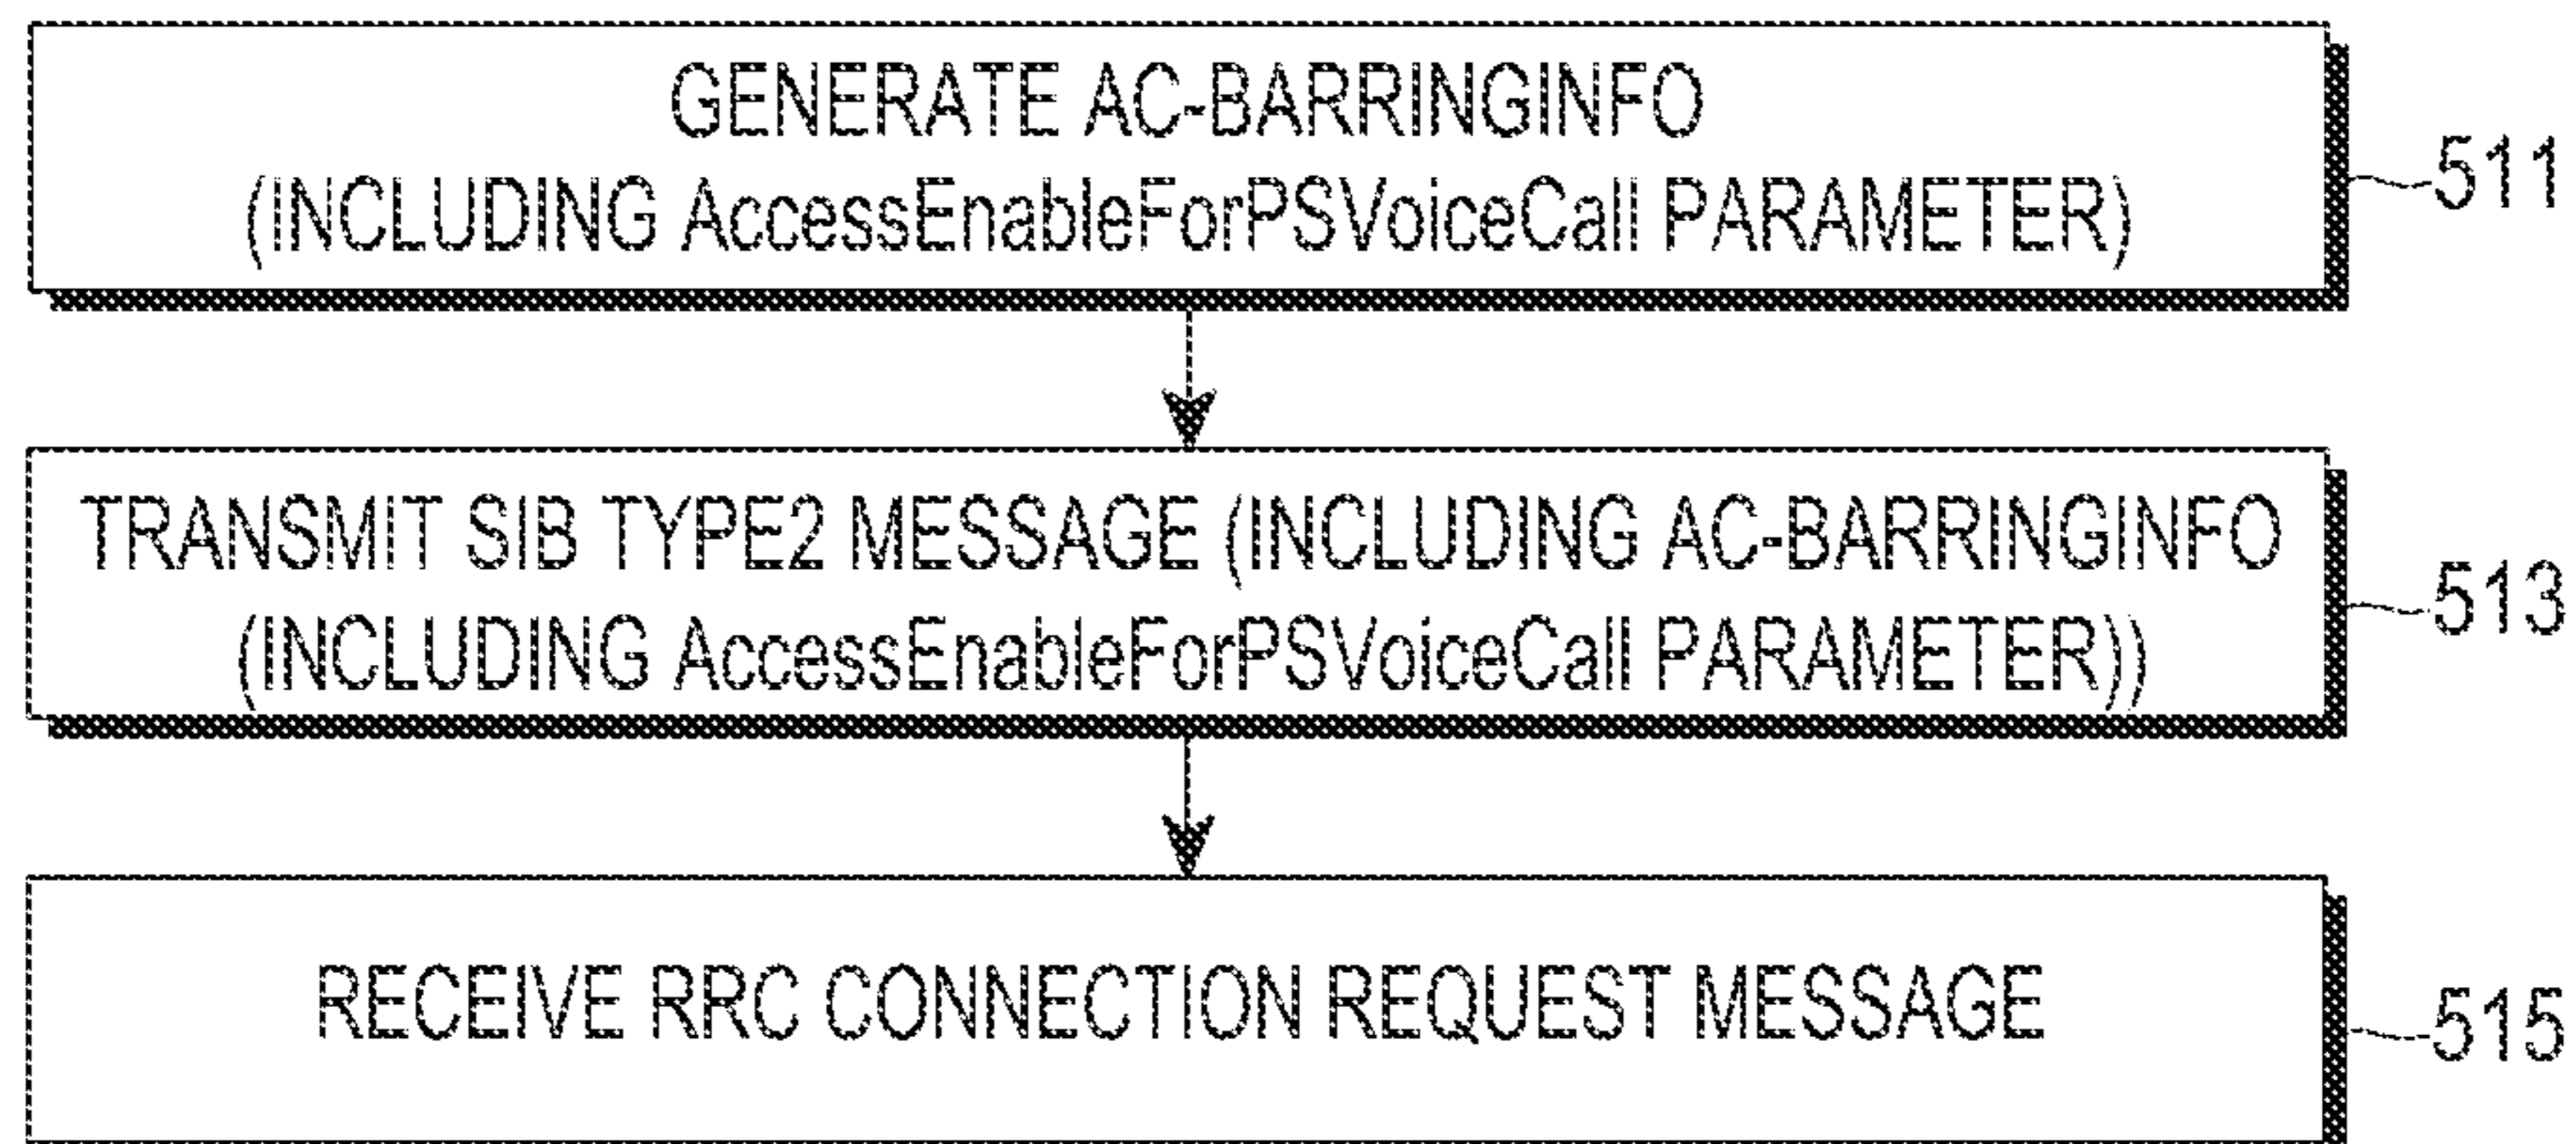 GENERATE AC-BARRINGINFO
(INCLUDING AccessEnableForPSVoiceCall PARAMETER)
511
TRANSMIT SIB TYPE2 MESSAGE (INCLUDING AC-BARRINGINFO
(INCLUDING AccessEnableForPSVoiceCall PARAMETER))
513
RECEIVE RRC CONNECTION REQUEST MESSAGE
515